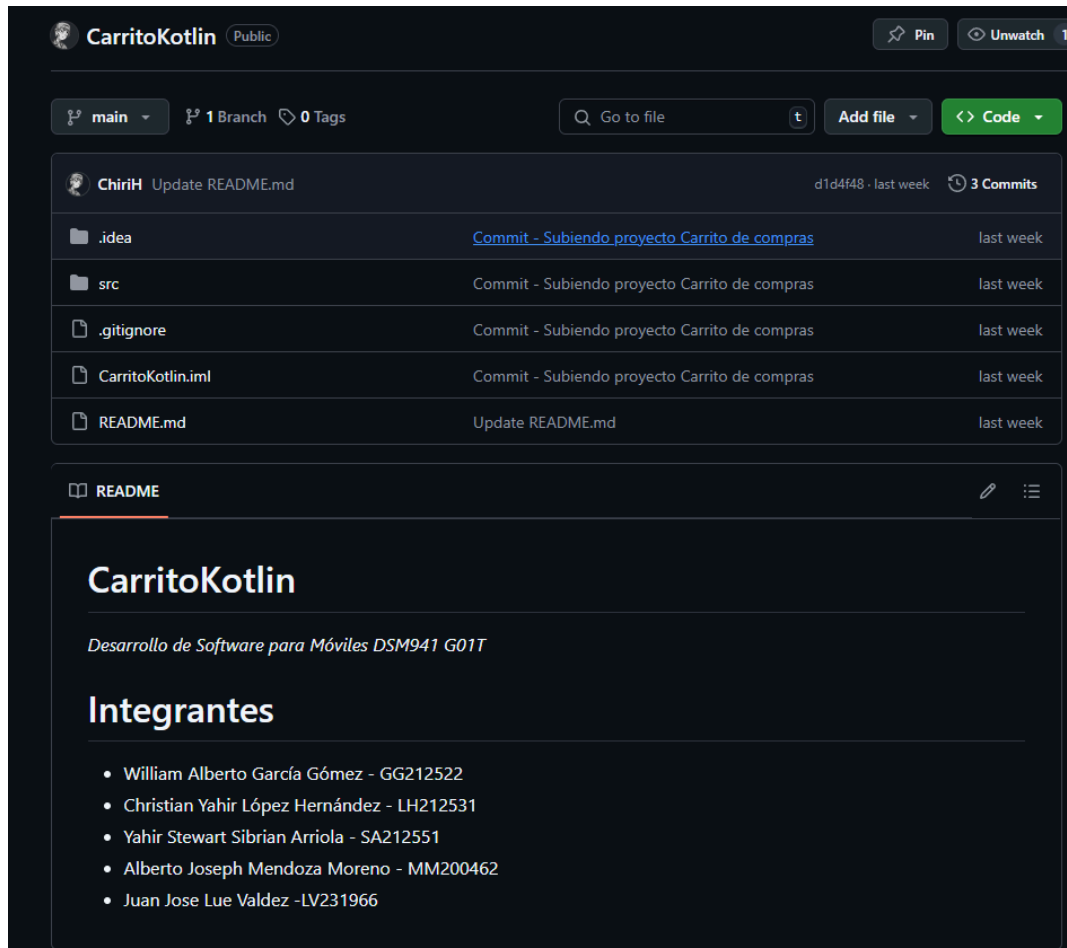 CarritoKotlin Public Pin Unwatch 1
main 1 Branch 0 Tags Go to file t Add file <> Code
ChiriH Update README.md d1d4f48 · last week 3 Commits
.idea Commit - Subiendo proyecto Carrito de compras last week
src Commit - Subiendo proyecto Carrito de compras last week
.gitignore Commit - Subiendo proyecto Carrito de compras last week
CarritoKotlin.iml Commit - Subiendo proyecto Carrito de compras last week
README.md Update README.md last week
README
CarritoKotlin
Desarrollo de Software para Móviles DSM941 G01T
Integrantes
• William Alberto García Gómez - GG212522
• Christian Yahir López Hernández - LH212531
• Yahir Stewart Sibrian Arriola - SA212551
• Alberto Joseph Mendoza Moreno - MM200462
• Juan Jose Lue Valdez -LV231966